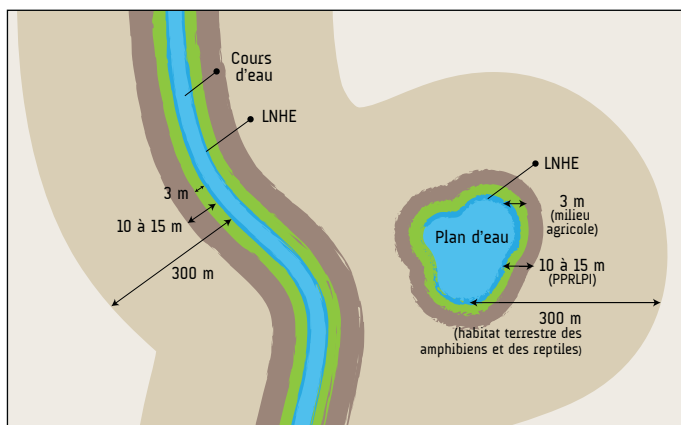 Cours
d'eau
LNHE
3 m
10 à 15 m
300 m
LNHE
3 m
(milieu
agricole)
Plan d'eau
10 à 15 m
(PPRLPI)
300 m
(habitat terrestre des
amphibiens et des reptiles)